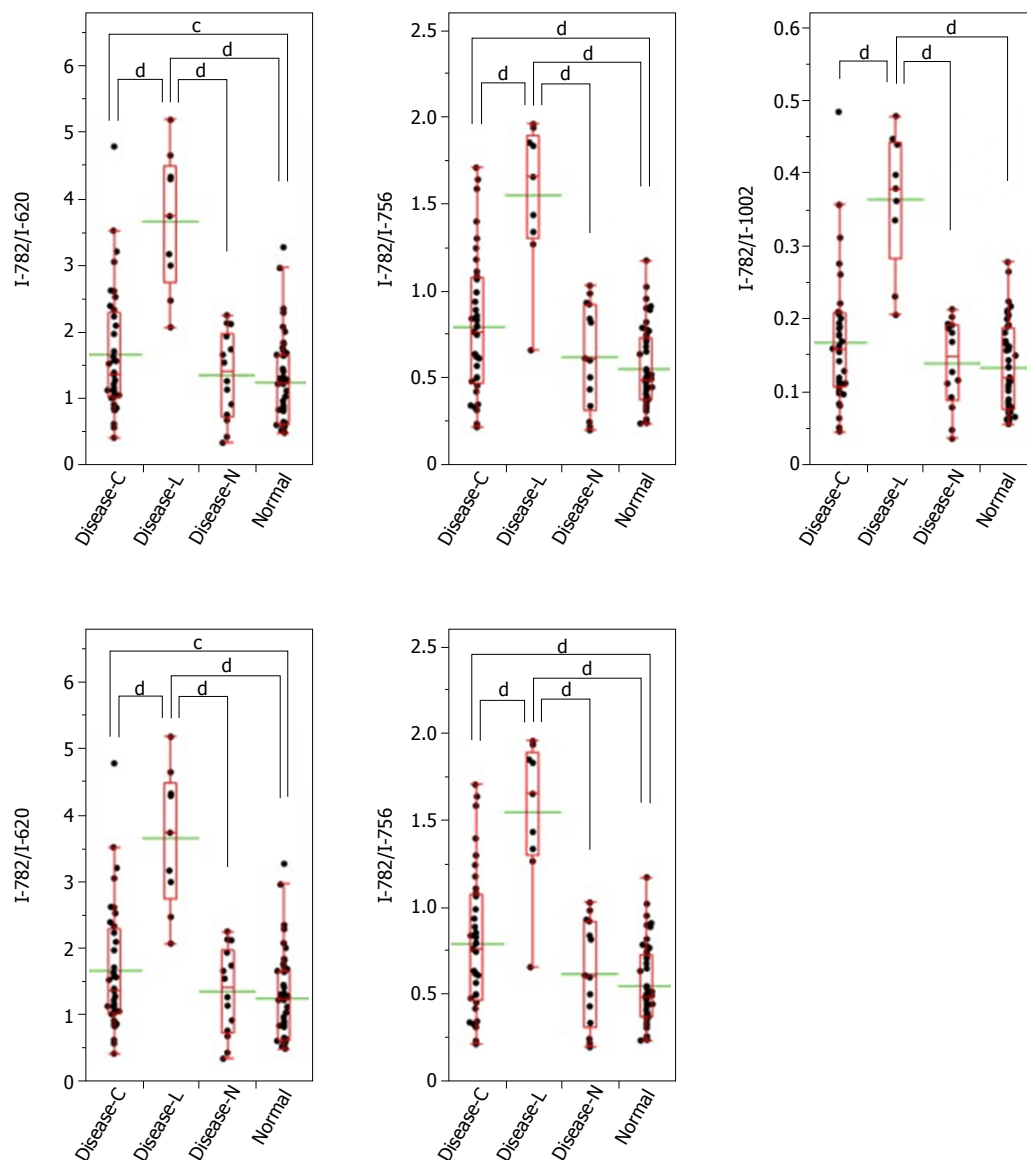 I-782/I-620
6
5
4
3
2
1
0
c
d
d
d
Disease-C
Disease-L
Disease-N
Normal
I-782/I-756
2.5
2.0
1.5
1.0
0.5
0
d
d
d
d
Disease-C
Disease-L
Disease-N
Normal
I-782/I-1002
0.6
0.5
0.4
0.3
0.2
0.1
0
d
d
d
Disease-C
Disease-L
Disease-N
Normal
I-782/I-620
6
5
4
3
2
1
0
c
d
d
d
Disease-C
Disease-L
Disease-N
Normal
I-782/I-756
2.5
2.0
1.5
1.0
0.5
0
d
d
d
d
Disease-C
Disease-L
Disease-N
Normal